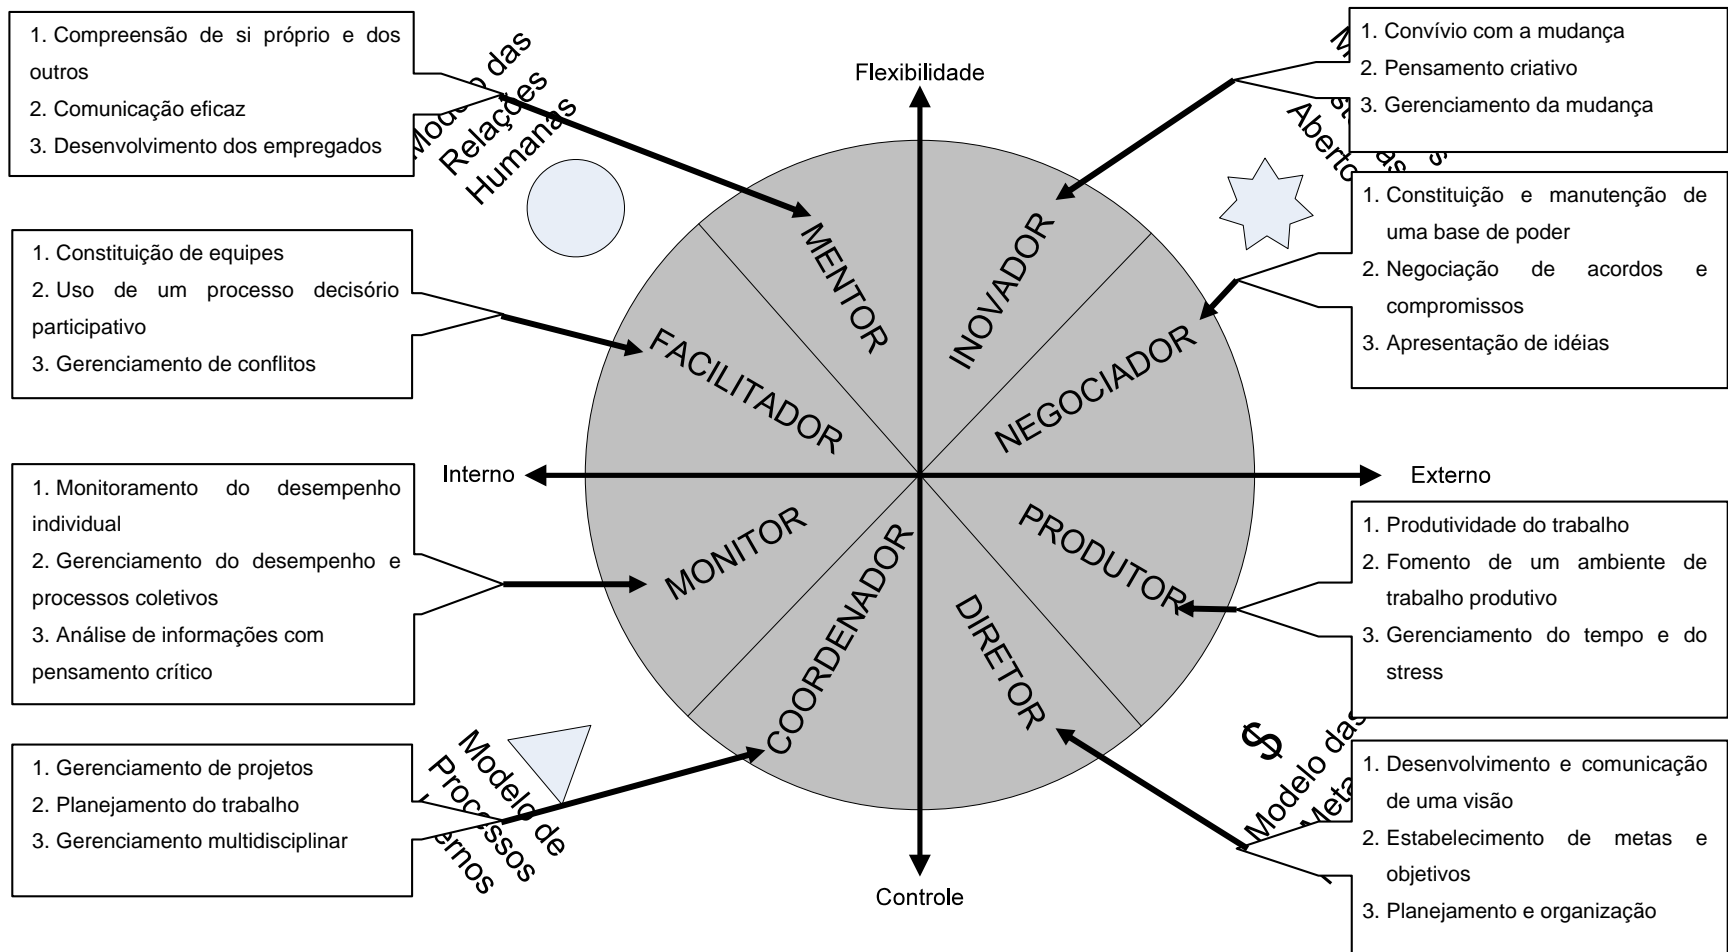 1. Compreensão de si próprio e dos
outros
2. Comunicação eficaz
3. Desenvolvimento dos empregados
das
Relações
Humanas
Flexibilidade
1. Convívio com a mudança
2. Pensamento criativo
3. Gerenciamento da mudança
1. Constituição e manutenção de
uma base de poder
2. Negociação de acordos e
compromissos
3. Apresentação de idéias
1. Constituição de equipes
2. Uso de um processo decisório
participativo
3. Gerenciamento de conflitos
MENTOR
INOVADOR
FACILITADOR
NEGOCIADOR
Interno
Externo
MONITOR
COORDENADOR
DIRETOR
PRODUTOR
1. Monitoramento do desempenho
individual
2. Gerenciamento do desempenho e
processos coletivos
3. Análise de informações com
pensamento crítico
1. Produtividade do trabalho
2. Fomento de um ambiente de
trabalho produtivo
3. Gerenciamento do tempo e do
stress
1. Gerenciamento de projetos
2. Planejamento do trabalho
3. Gerenciamento multidisciplinar
Modelo de
Processos
$
Modelo das
1. Desenvolvimento e comunicação
de uma visão
2. Estabelecimento de metas e
objetivos
3. Planejamento e organização
Controle